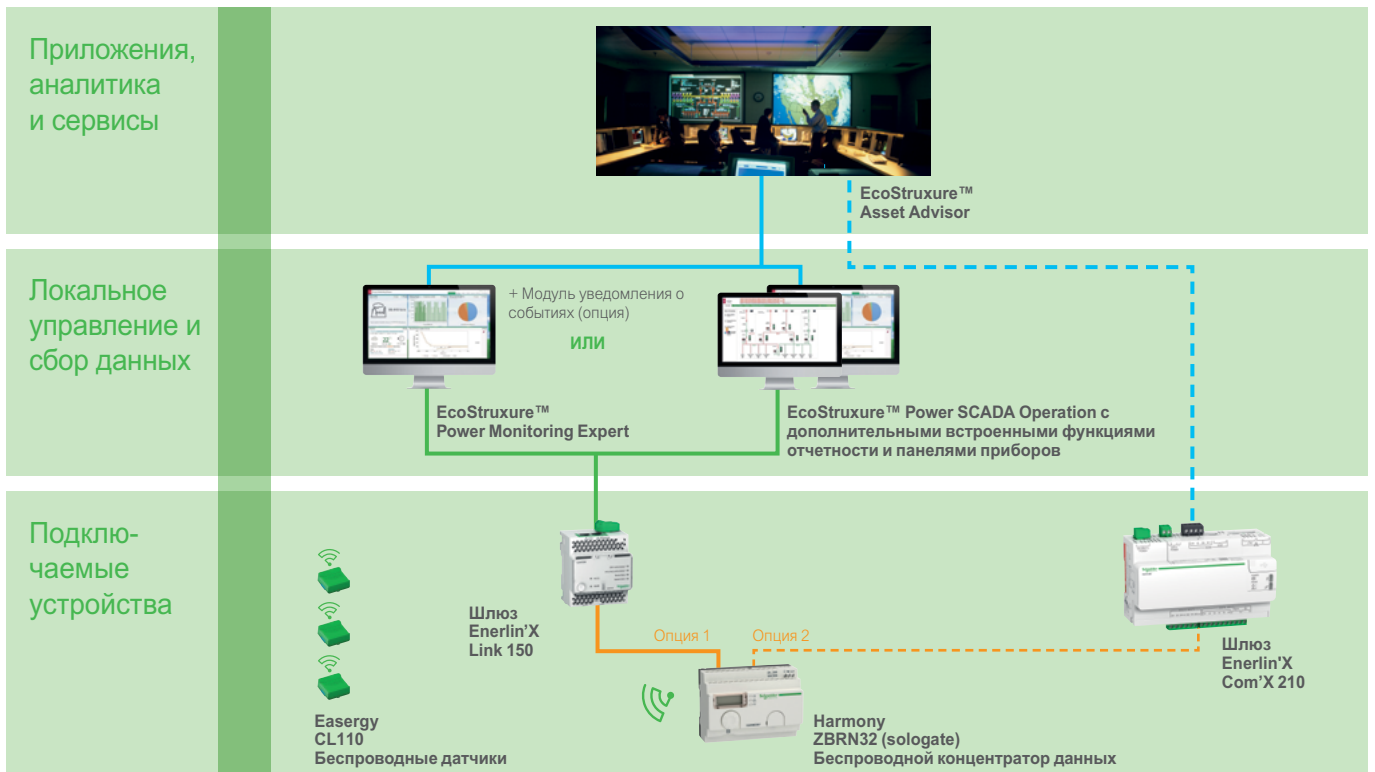 Приложения,
аналитика
и сервисы
EcoStruxure™
Asset Advisor
Локальное
управление и
сбор данных
+ Модуль уведомления о
событиях (опция)
или
EcoStruxure™
Power Monitoring Expert
EcoStruxure™ Power SCADA Operation с
дополнительными встроенными функциями
отчетности и панелями приборов
Подклю-
чаемые
устройства
Шлюз
Enerlin’X
Link 150
Опция 1
Опция 2
Шлюз
Enerlin'X
Com’X 210
Easergy
CL110
Беспроводные датчики
Harmony
ZBRN32 (sologate)
Беспроводной концентратор данных